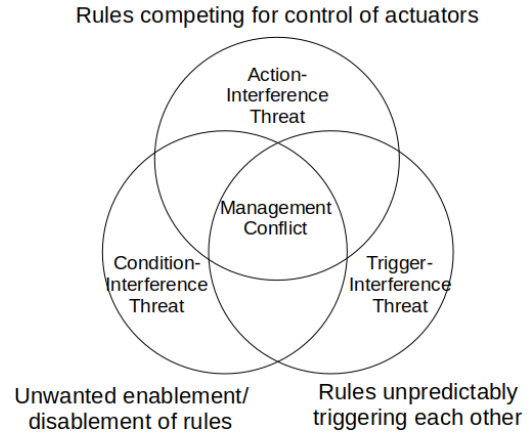 Rules competing for control of actuators
Action-
Interference
Threat
Management
Conflict
Condition-
Interference
Threat
Trigger-
Interference
Threat
Unwanted enablement/
disablement of rules
Rules unpredictably
triggering each other